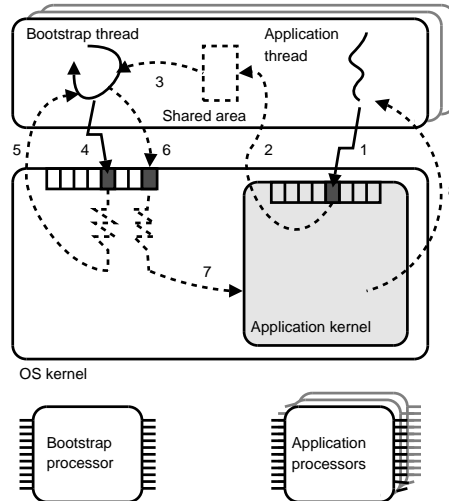 Bootstrap thread
Application
thread
3
Shared area
5
4
6
2
1
7
Application kernel
OS kernel
Bootstrap
processor
Application
processors